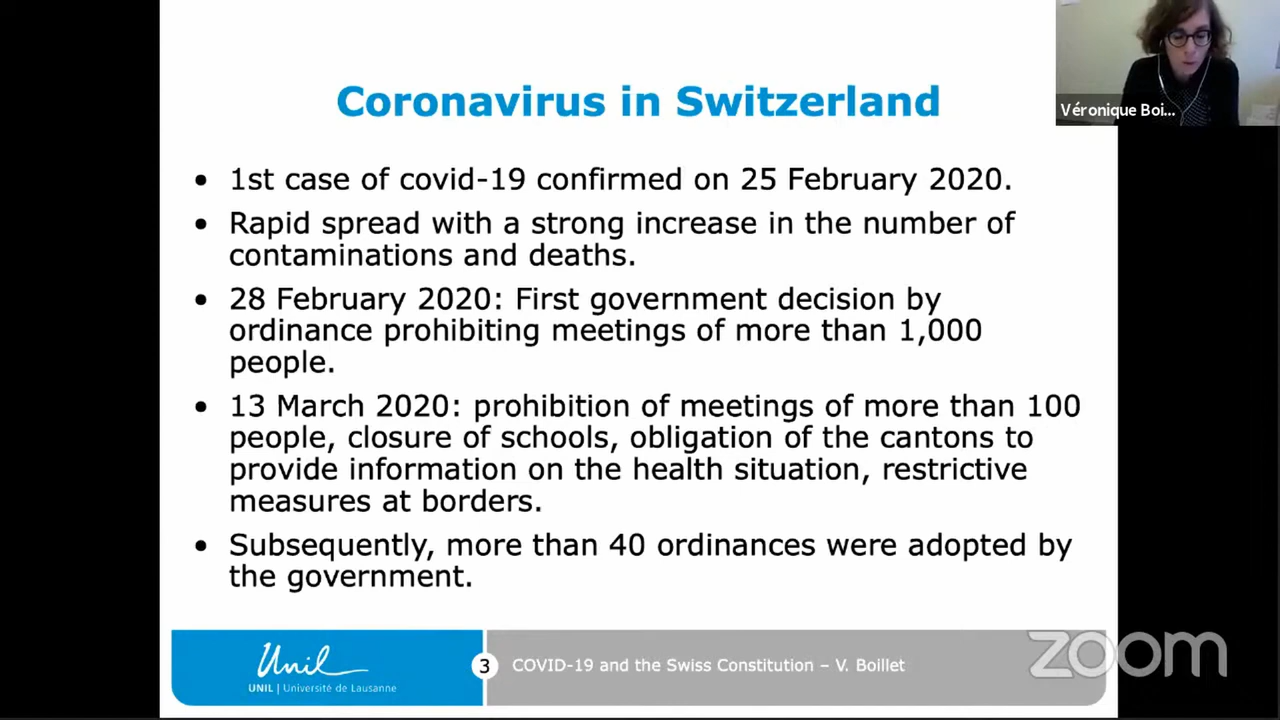 Coronavirus in Switzerland
Véronique Boi...
• 1st case of covid-19 confirmed on 25 February 2020.
• Rapid spread with a strong increase in the number of
contaminations and deaths.
• 28 February 2020: First government decision by
ordinance prohibiting meetings of more than 1,000
people.
• 13 March 2020: prohibition of meetings of more than 100
people, closure of schools, obligation of the cantons to
provide information on the health situation, restrictive
measures at borders.
• Subsequently, more than 40 ordinances were adopted by
the government.
Unil
UNIL | Université de Lausanne
3
COVID-19 and the Swiss Constitution – V. Boillet
zoom